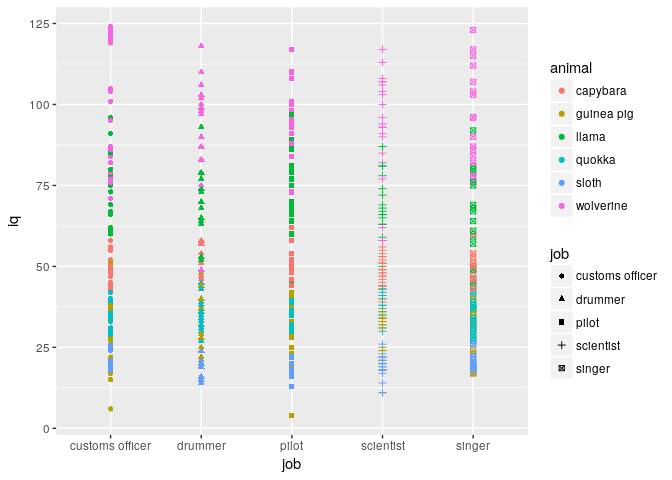 125
100
75
50
25
0
iq
customs officer drummer pilot scientist singer
job
animal
capybara
guinea pig
llama
quokka
sloth
wolverine
job
customs officer
drummer
pilot
scientist
singer